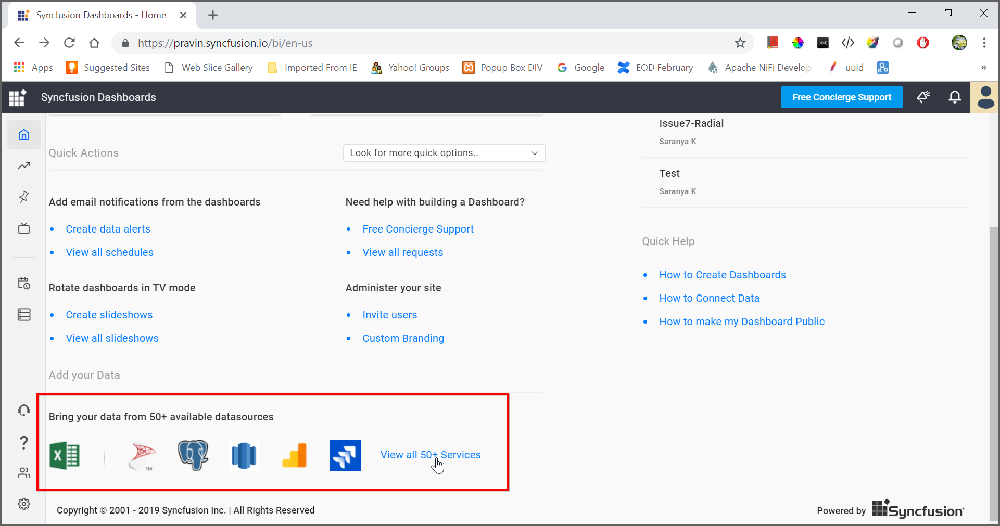 Syncfusion Dashboards - Home
https://pravin.syncfusion.io/bi/en-us
Apps
Suggested Sites
Web Slice Gallery
Imported From IE
Yahoo! Groups
Popup Box DIV
Google
EOD February
Apache NiFi Develop
uuid
»
Syncfusion Dashboards
Free Concierge Support
Quick Actions
Look for more quick options..
Add email notifications from the dashboards
• Create data alerts
• View all schedules
Need help with building a Dashboard?
• Free Concierge Support
• View all requests
Rotate dashboards in TV mode
• Create slideshows
• View all slideshows
Administer your site
• Invite users
• Custom Branding
Add your Data
Bring your data from 50+ available datasources
X
TM
View all 50+ Services
Issue7-Radial
Saranya K
Test
Saranya K
Quick Help
• How to Create Dashboards
• How to Connect Data
• How to make my Dashboard Public
Copyright © 2001 - 2019 Syncfusion Inc. | All Rights Reserved
Powered by Syncfusion